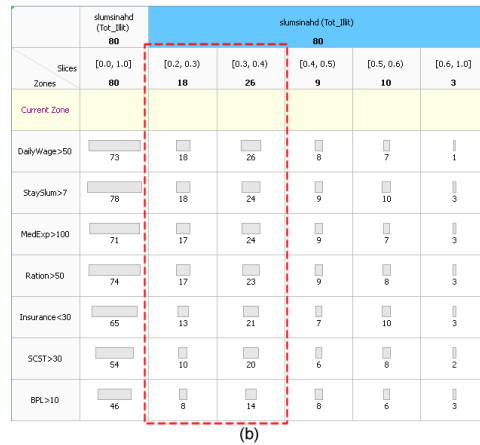 slumsinahd
(Tot_Illit)
80
slumsinahd (Tot_Illit)
80
Slices
Zones
[0.0, 1.0]
80
[0.2, 0.3)
18
[0.3, 0.4)
26
[0.4, 0.5)
9
[0.5, 0.6)
10
[0.6, 1.0]
3
Current Zone
DailyWage>50
73 18 26 8 7 1
StaySlum>7
78 18 24 9 10 3
MedExp>100
71 17 24 9 7 3
Ration>50
74 17 23 9 8 3
Insurance<30
65 13 21 7 10 3
SCST>30
54 10 20 6 8 2
BPL>10
46 8 14 8 6 3
(b)